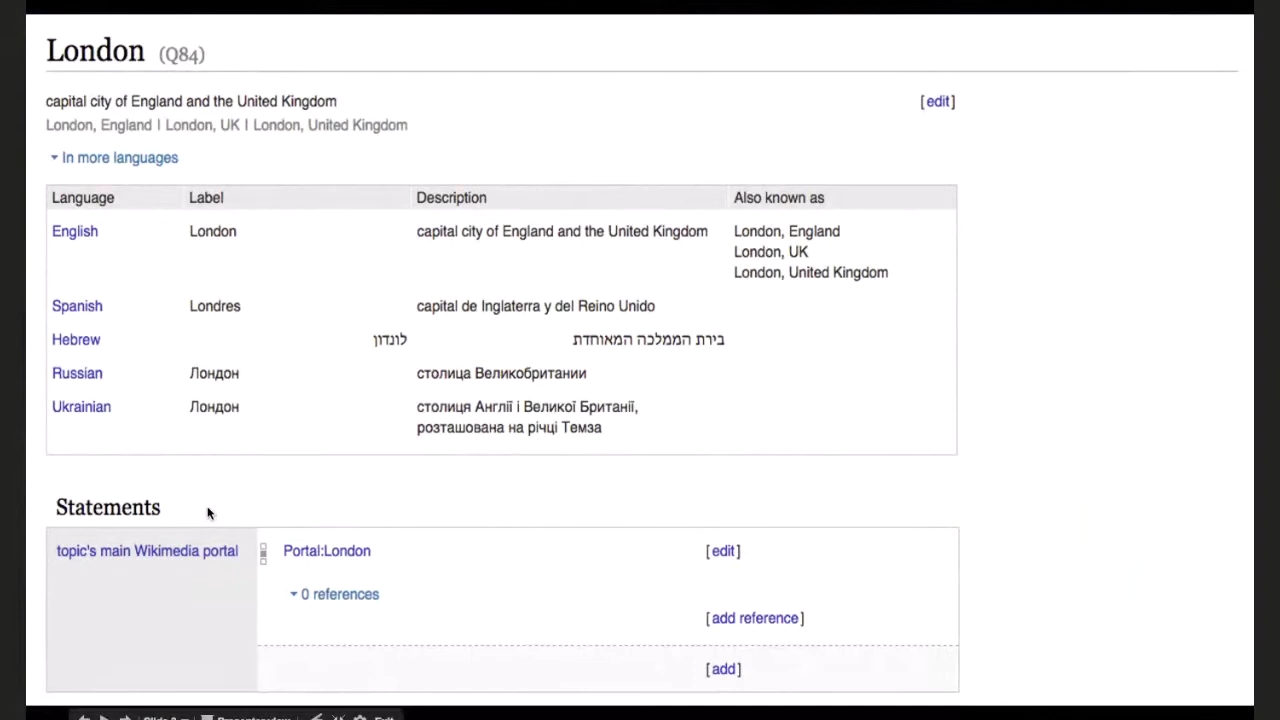 London (Q84)
capital city of England and the United Kingdom [edit]
London, England | London, UK | London, United Kingdom
In more languages
Language Label Description Also known as
English London capital city of England and the United Kingdom London, England
London, UK
London, United Kingdom
Spanish Londres capital de Inglaterra y del Reino Unido
Hebrew לונדון בירת הממלכה המאוחדת
Russian Лондон столица Великобритании
Ukrainian Лондон столиця Англії і Великої Британії,
розташована на річці Темза
Statements
topic's main Wikimedia portal Portal:London [edit]
0 references
[add reference]
[add]